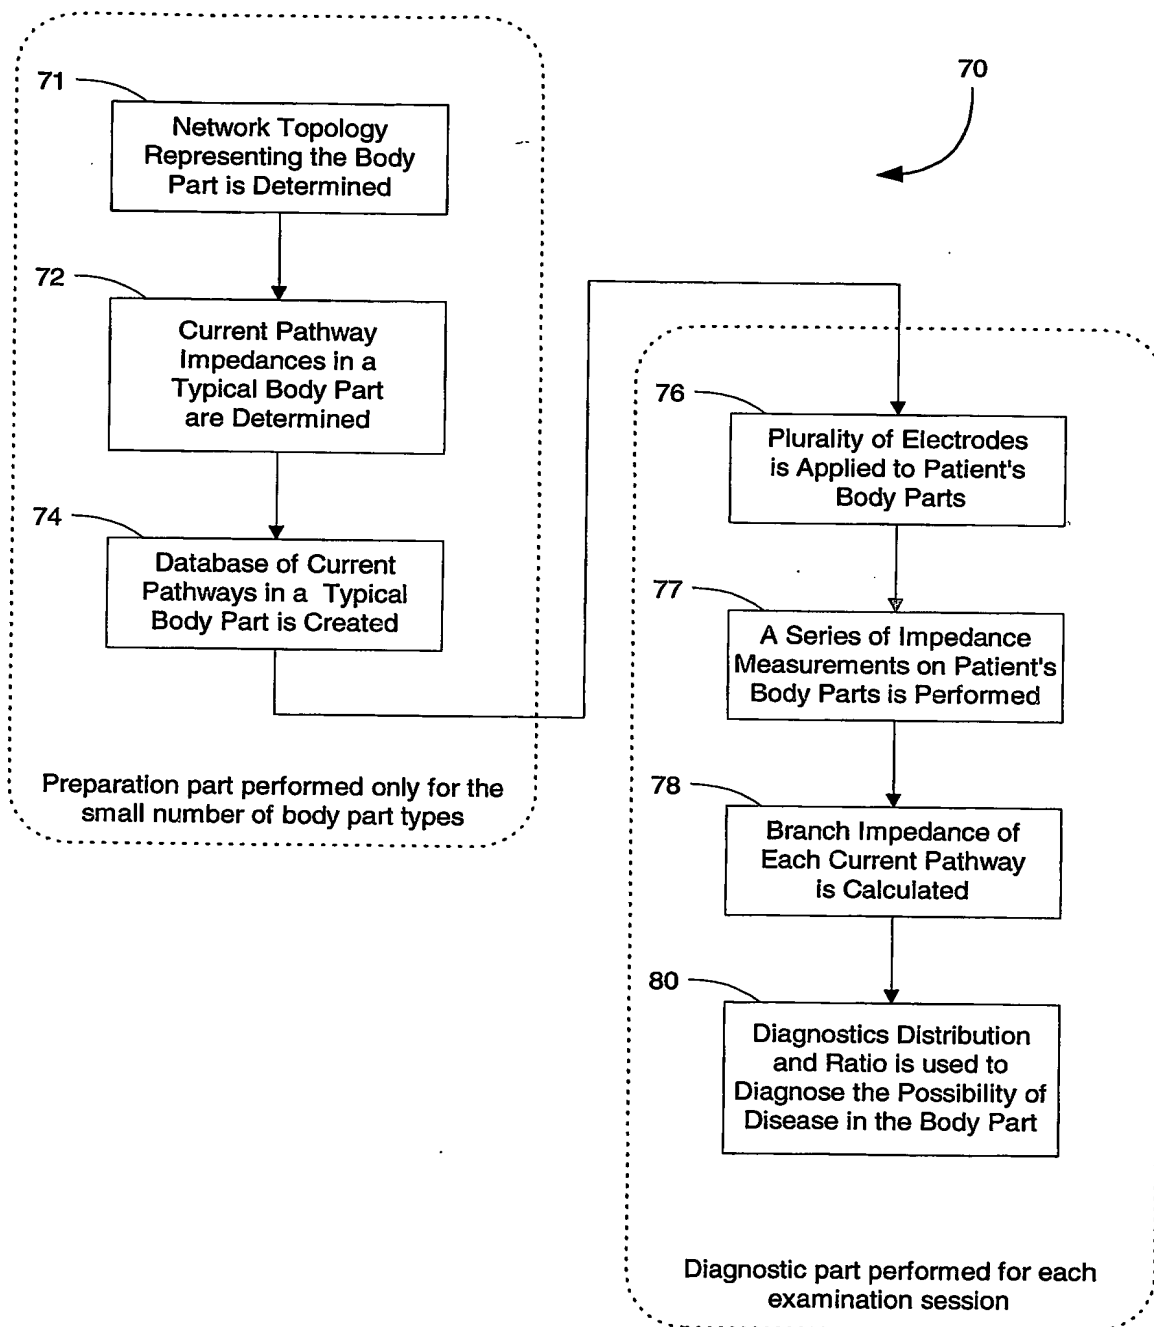 70
71
Network Topology
Representing the Body
Part is Determined
72
Current Pathway
Impedances in a
Typical Body Part
are Determined
74
Database of Current
Pathways in a Typical
Body Part is Created
Preparation part performed only for the
small number of body part types
76
Plurality of Electrodes
is Applied to Patient's
Body Parts
77
A Series of Impedance
Measurements on Patient's
Body Parts is Performed
78
Branch Impedance of
Each Current Pathway
is Calculated
80
Diagnostics Distribution
and Ratio is used to
Diagnose the Possibility of
Disease in the Body Part
Diagnostic part performed for each
examination session